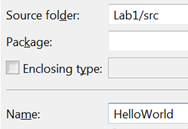 Source folder: Lab1/src
Package:
Enclosing type:
Name: HelloWorld